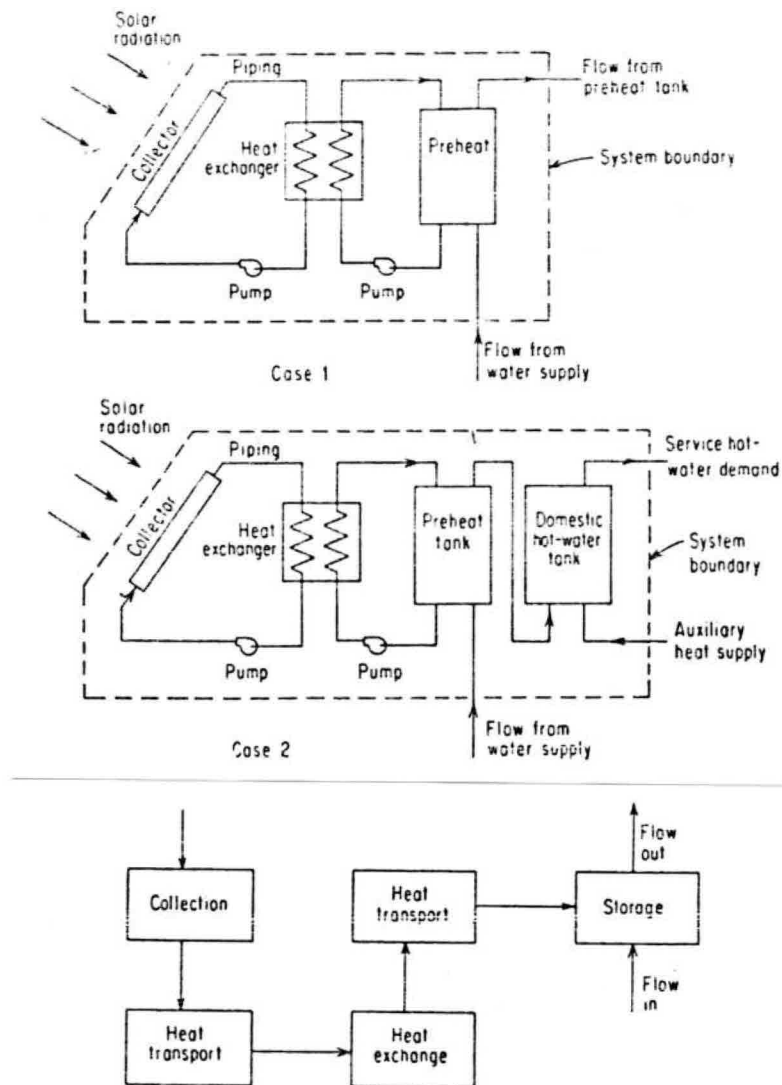 Solar
radiation
Piping
Collector
Heat
exchanger
Preheat
Flow from
preheat tank
System boundary
Pump
Pump
Flow from
water supply
Case 1
Solar
radiation
Piping
Collector
Heat
exchanger
Preheat
tank
Domestic
hot-water
tank
Service hot-
water demand
System
boundary
Auxiliary
heat supply
Pump
Pump
Flow from
water supply
Case 2
Flow
out
Collection
Heat
transport
Storage
Flow
in
Heat
transport
Heat
exchange